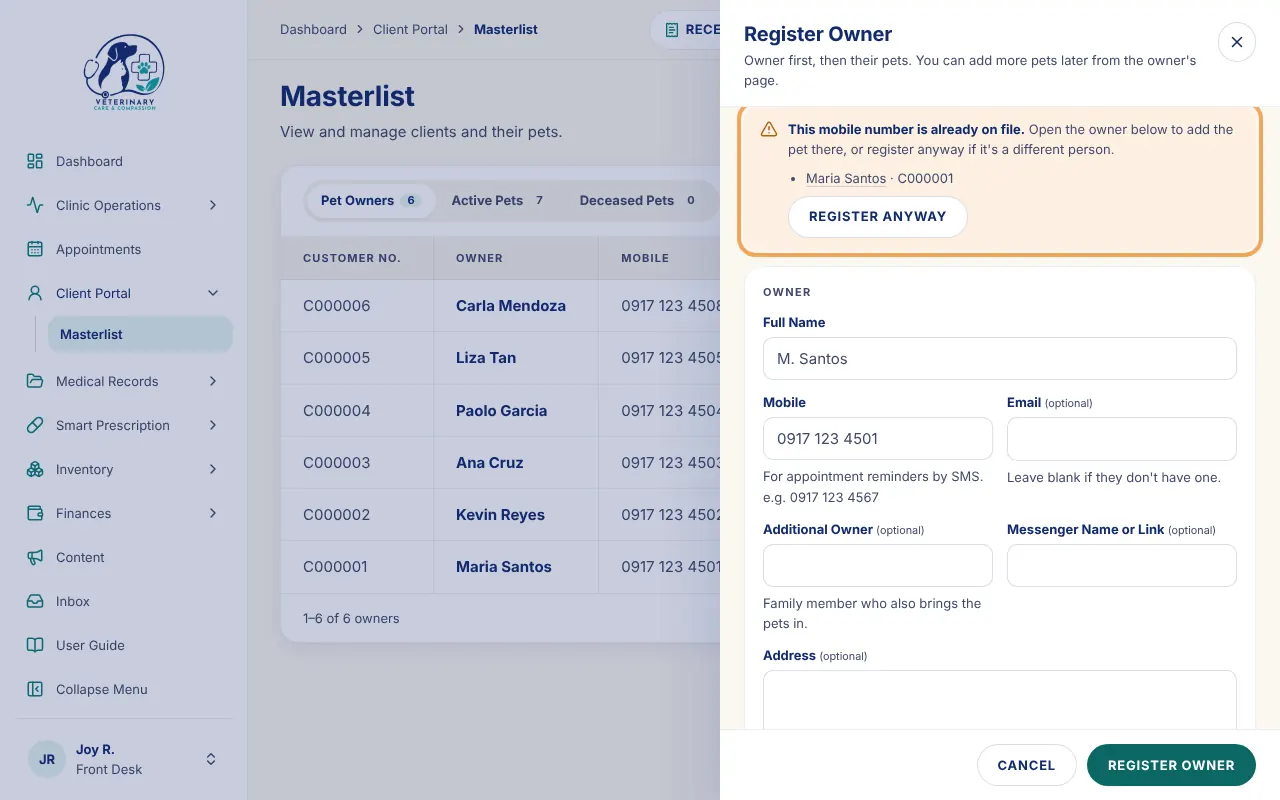 VETERINARY
CARE & COMPASSION
Dashboard
Clinic Operations
Appointments
Client Portal
Masterlist
Medical Records
Smart Prescription
Inventory
Finances
Content
Inbox
User Guide
Collapse Menu
JR
Joy R.
Front Desk
Dashboard > Client Portal > Masterlist
RECE
Masterlist
View and manage clients and their pets.
Pet Owners 6 Active Pets 7 Deceased Pets 0
CUSTOMER NO. OWNER MOBILE
C000006 Carla Mendoza 0917 123 4508
C000005 Liza Tan 0917 123 4505
C000004 Paolo Garcia 0917 123 4504
C000003 Ana Cruz 0917 123 4503
C000002 Kevin Reyes 0917 123 4502
C000001 Maria Santos 0917 123 4501
1–6 of 6 owners
Register Owner
Owner first, then their pets. You can add more pets later from the owner's
page.
This mobile number is already on file. Open the owner below to add the
pet there, or register anyway if it's a different person.
• Maria Santos · C000001
REGISTER ANYWAY
OWNER
Full Name
M. Santos
Mobile Email (optional)
0917 123 4501
For appointment reminders by SMS. Leave blank if they don't have one.
e.g. 0917 123 4567
Additional Owner (optional) Messenger Name or Link (optional)
Family member who also brings the
pets in.
Address (optional)
CANCEL REGISTER OWNER